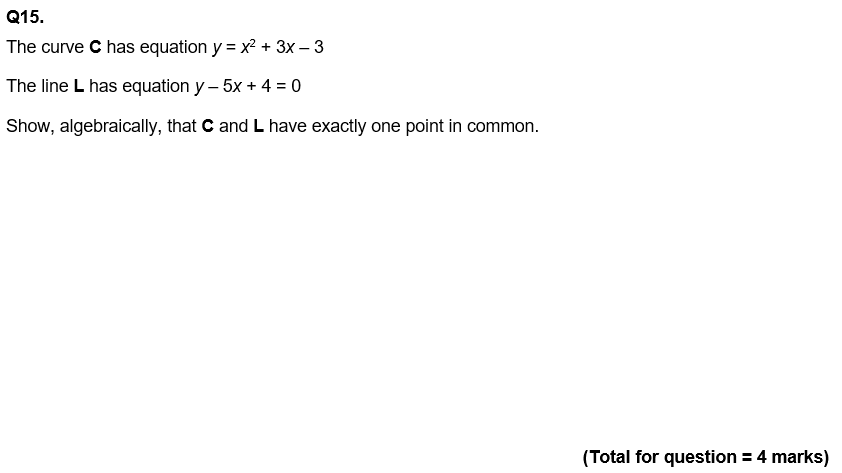 Q15.
The curve C has equation y = x² + 3x – 3
The line L has equation y – 5x + 4 = 0
Show, algebraically, that C and L have exactly one point in common.
(Total for question = 4 marks)